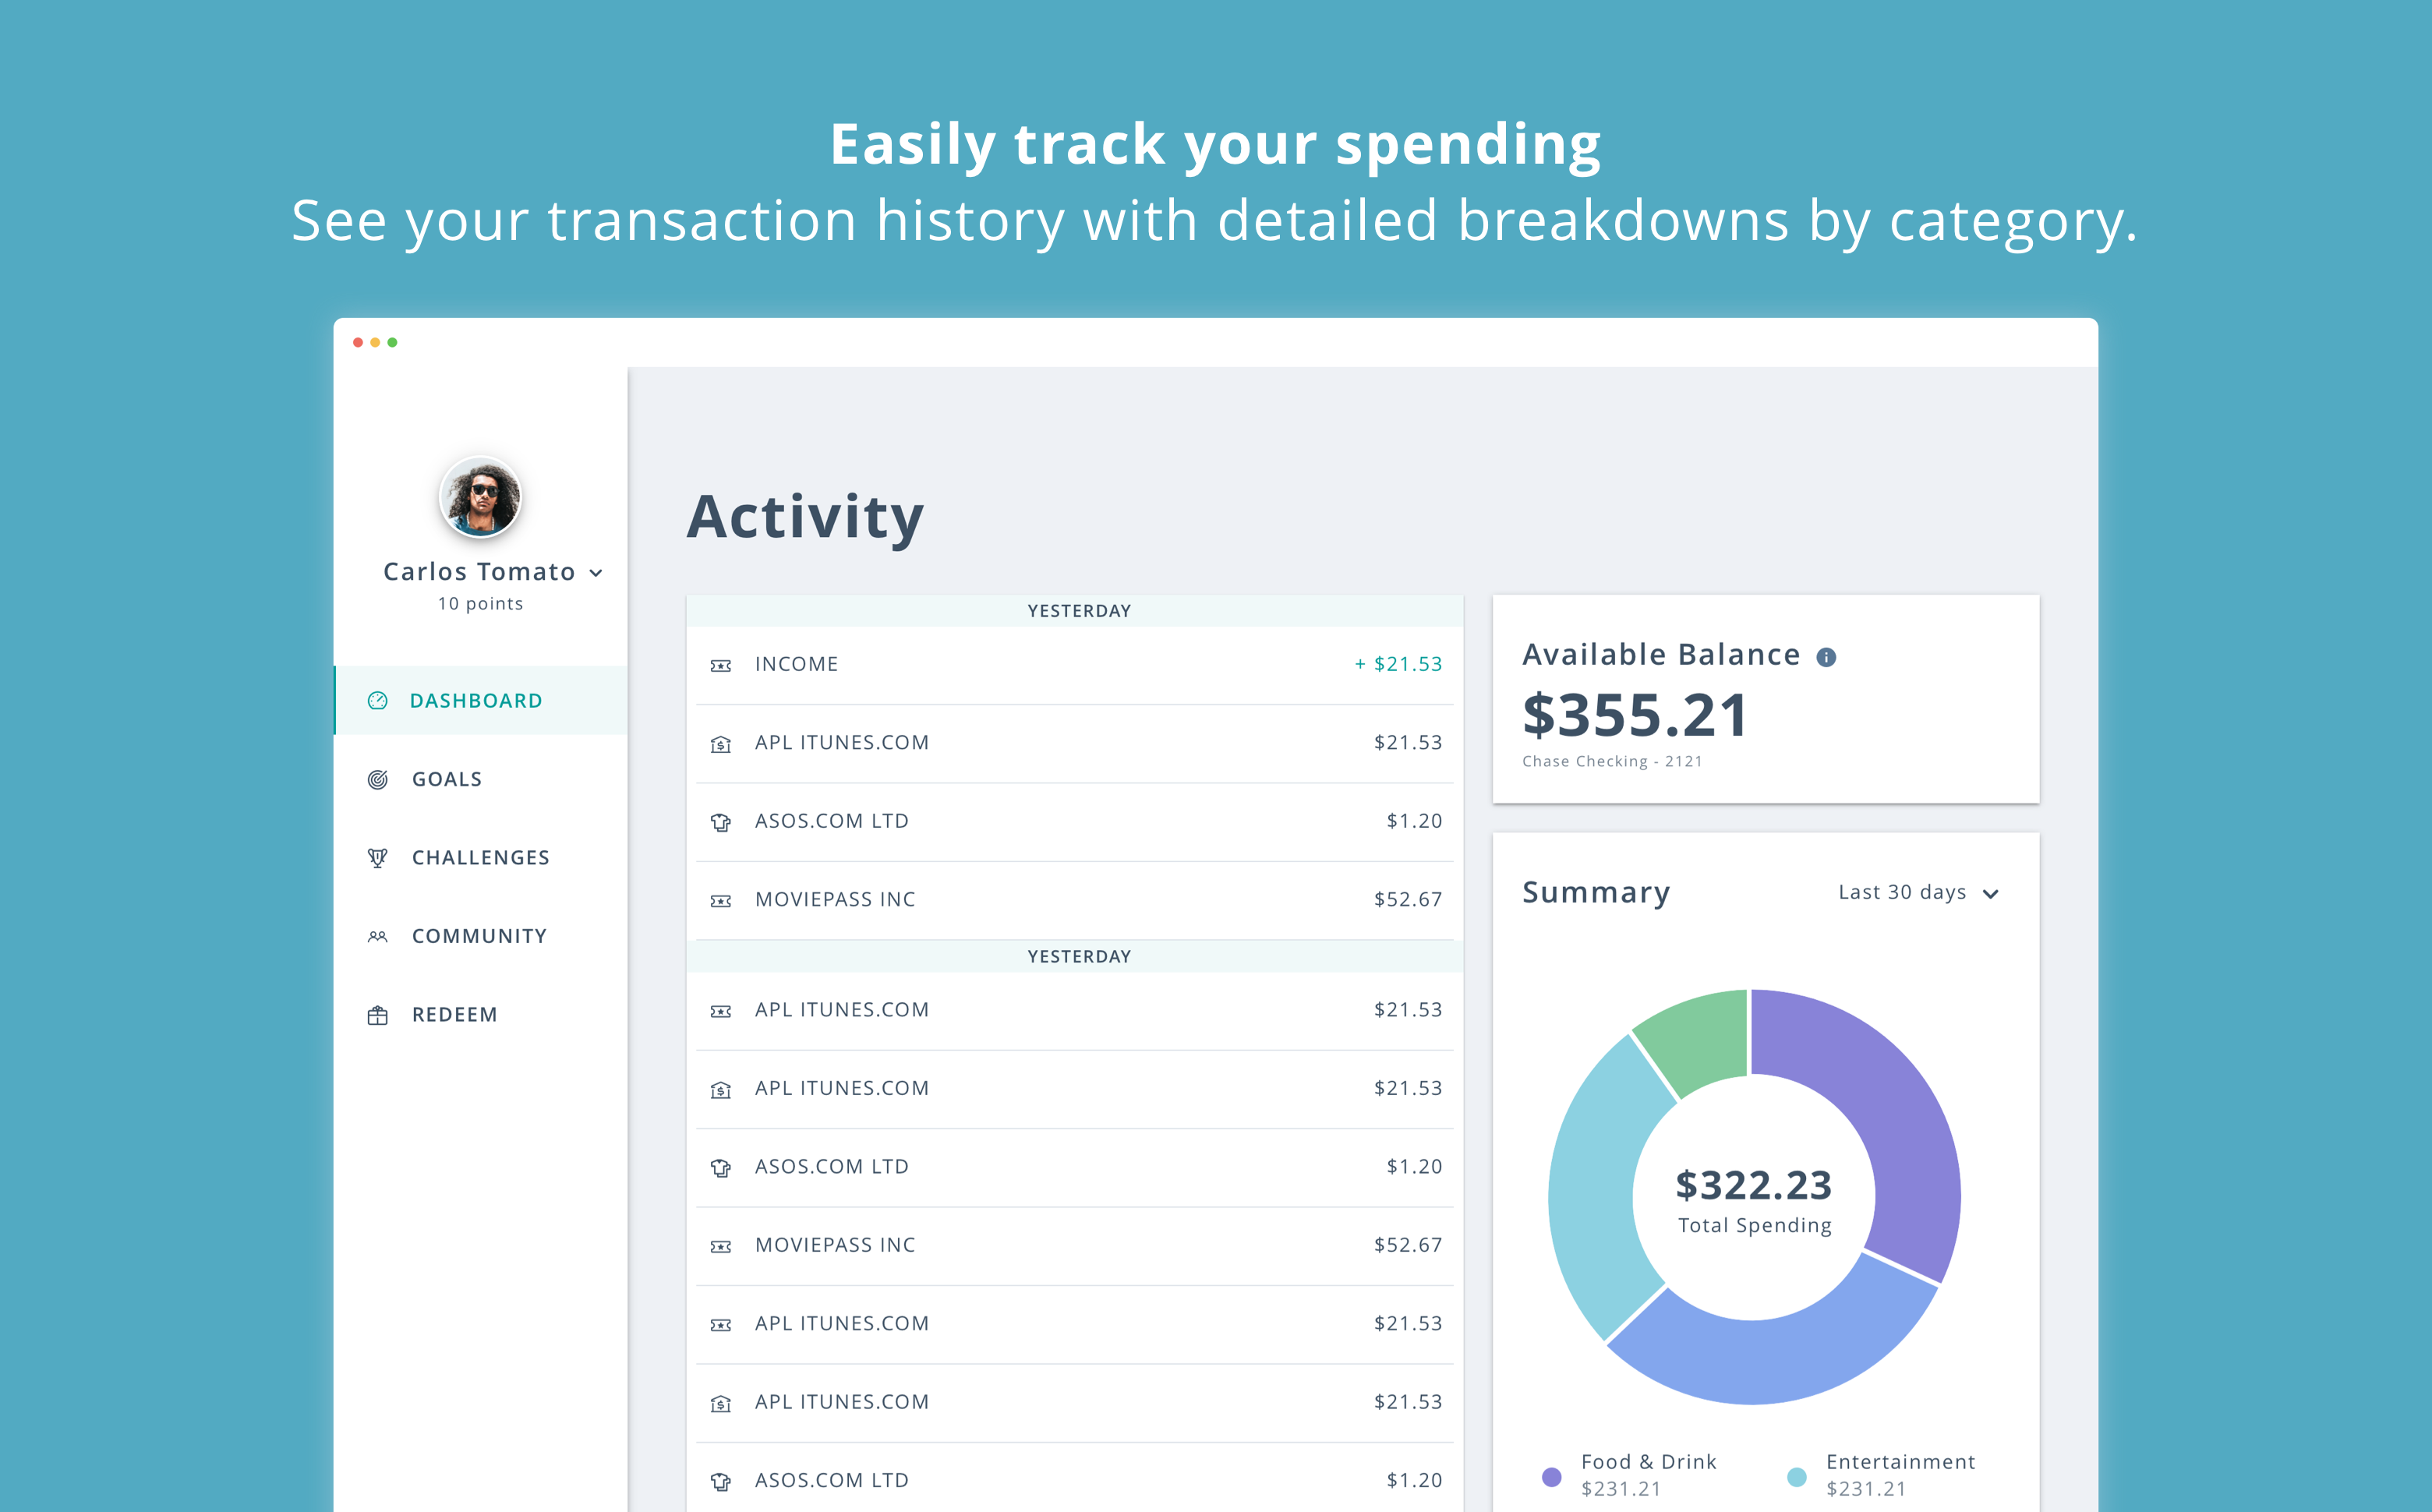 Easily track your spending
See your transaction history with detailed breakdowns by category.
Carlos Tomato
10 points
DASHBOARD
GOALS
CHALLENGES
COMMUNITY
REDEEM
Activity
YESTERDAY
INCOME + $21.53
APL ITUNES.COM $21.53
ASOS.COM LTD $1.20
MOVIEPASS INC $52.67
YESTERDAY
APL ITUNES.COM $21.53
APL ITUNES.COM $21.53
ASOS.COM LTD $1.20
MOVIEPASS INC $52.67
APL ITUNES.COM $21.53
APL ITUNES.COM $21.53
ASOS.COM LTD $1.20
Available Balance
$355.21
Chase Checking - 2121
Summary Last 30 days
$322.23
Total Spending
Food & Drink Entertainment
$231.21 $231.21